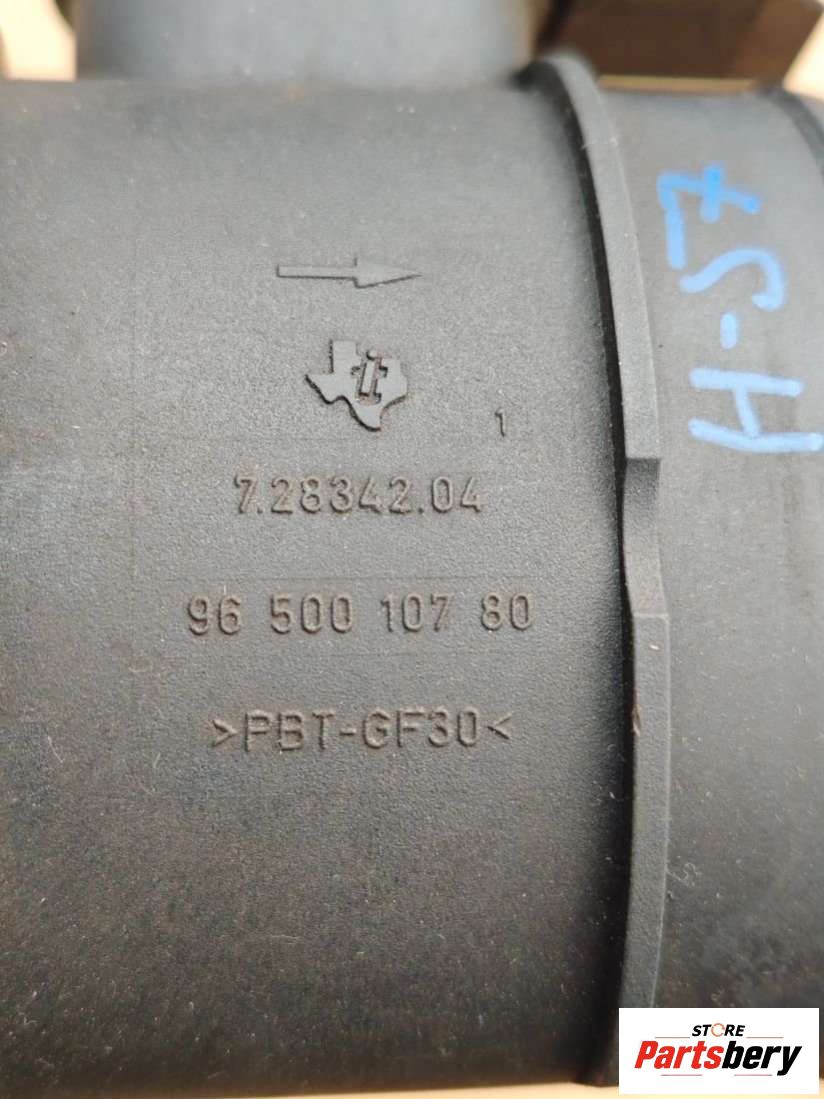 i
1
7.28342.04
96 500 107 80
>PBT-GF30<
H-57
STORE
Partsbery